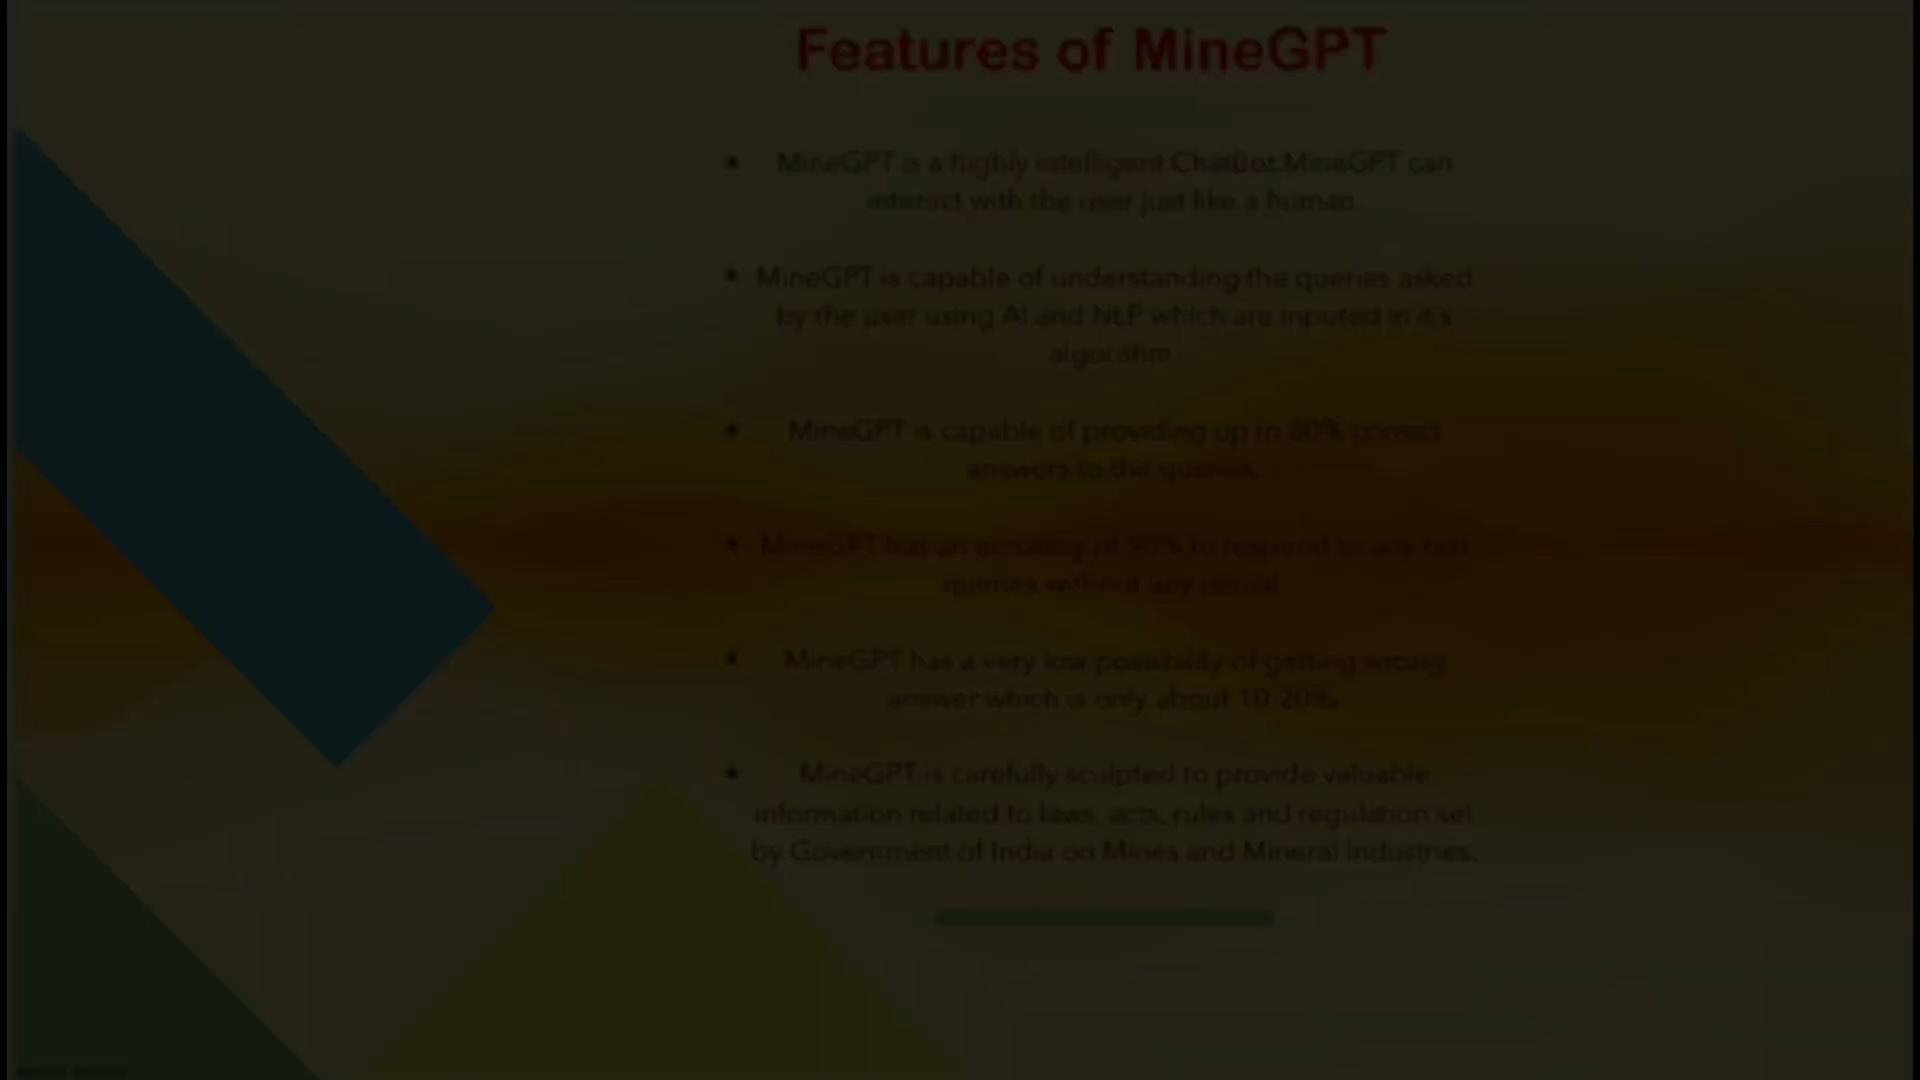 Features of MineGPT
• MineGPT is a highly intelligent ChatBot.MineGPT can
interact with the user just like a human.
• MineGPT is capable of understanding the queries asked
by the user using AI and NLP which are inputed in it's
algorithm.
• MineGPT is capable of providing up to 80% correct
answers to the queries.
• MineGPT has an accuracy of 90% to respond to any text
queries without any denial.
• MineGPT has a very low possibility of getting wrong
answer which is only about 10-20%.
• MineGPT is carefully sculpted to provide valuable
information related to laws, acts, rules and regulation set
by Government of India on Mines and Mineral Industries.